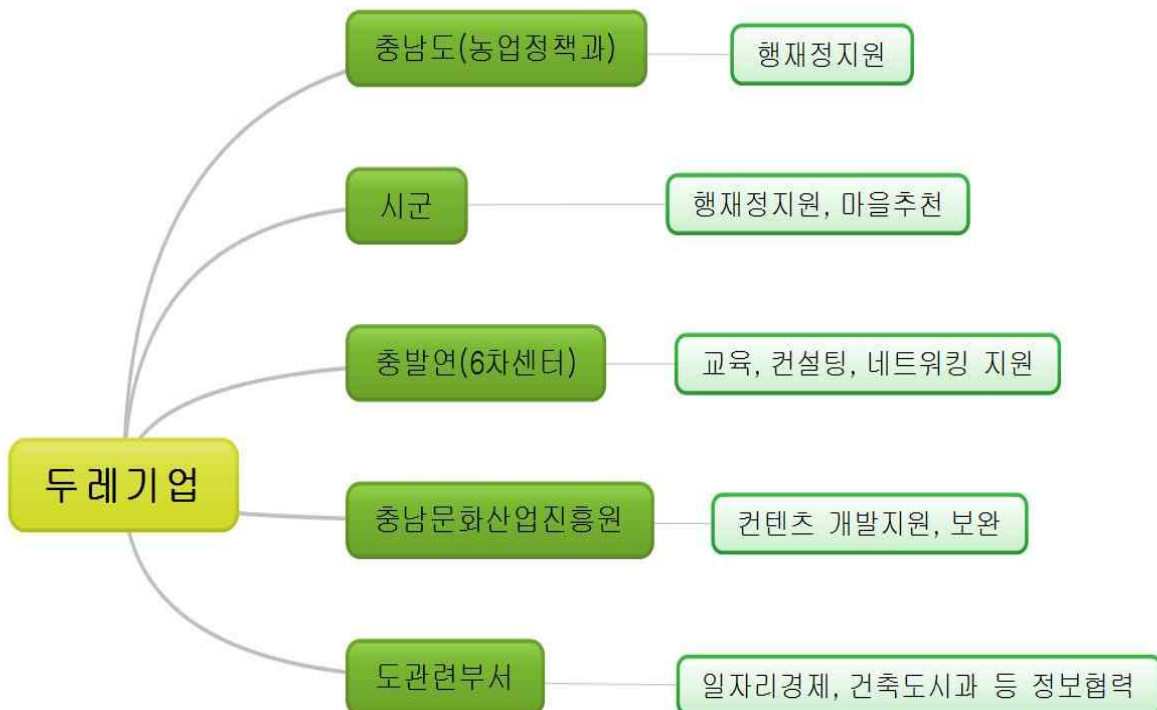 충남도(농업정책과)
행재정지원
시군
행재정지원, 마을추천
충발연(6차센터)
교육, 컨설팅, 네트워킹 지원
두레기업
충남문화산업진흥원
컨텐츠 개발지원, 보완
도관련부서
일자리경제, 건축도시과 등 정보협력